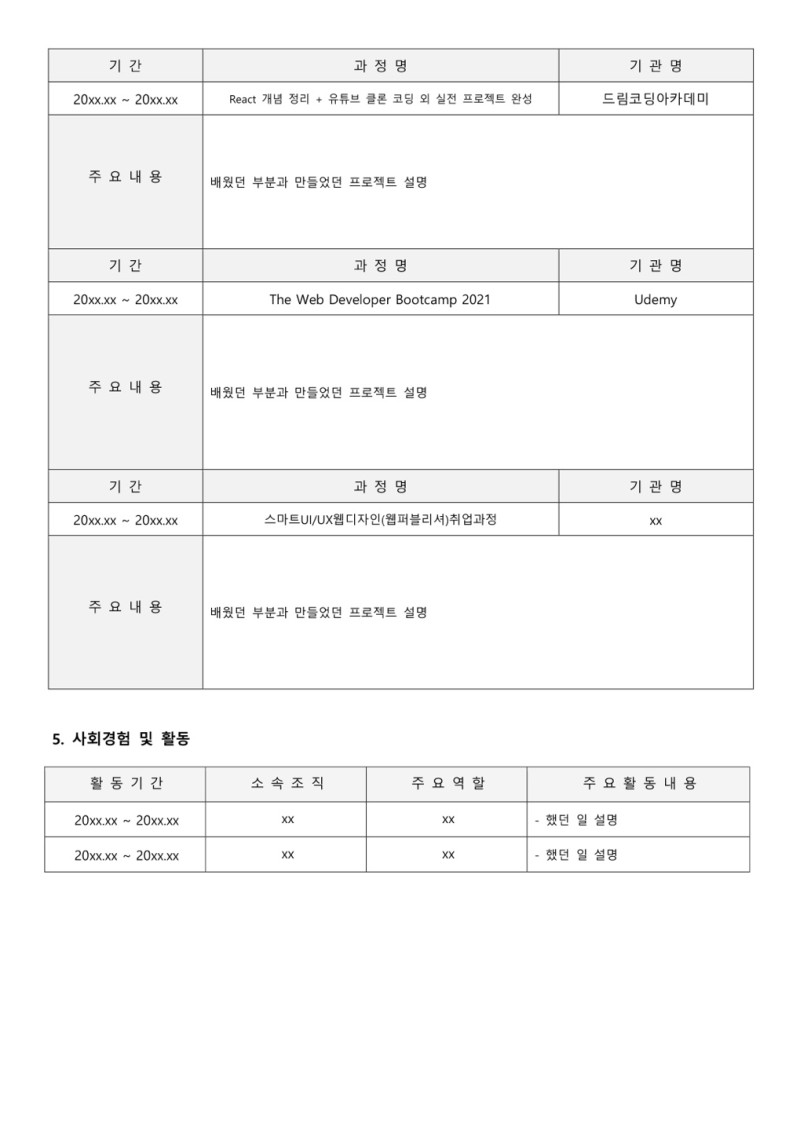 기 간 과 정 명 기 관 명
20xx.xx ~ 20xx.xx React 개념 정리 + 유튜브 클론 코딩 외 실전 프로젝트 완성 드림코딩아카데미
주 요 내 용 배웠던 부분과 만들었던 프로젝트 설명
기 간 과 정 명 기 관 명
20xx.xx ~ 20xx.xx The Web Developer Bootcamp 2021 Udemy
주 요 내 용 배웠던 부분과 만들었던 프로젝트 설명
기 간 과 정 명 기 관 명
20xx.xx ~ 20xx.xx 스마트UI/UX웹디자인(웹퍼블리셔)취업과정 xx
주 요 내 용 배웠던 부분과 만들었던 프로젝트 설명
5. 사회경험 및 활동
활 동 기 간 소 속 조 직 주 요 역 할 주 요 활 동 내 용
20xx.xx ~ 20xx.xx xx xx - 했던 일 설명
20xx.xx ~ 20xx.xx xx xx - 했던 일 설명